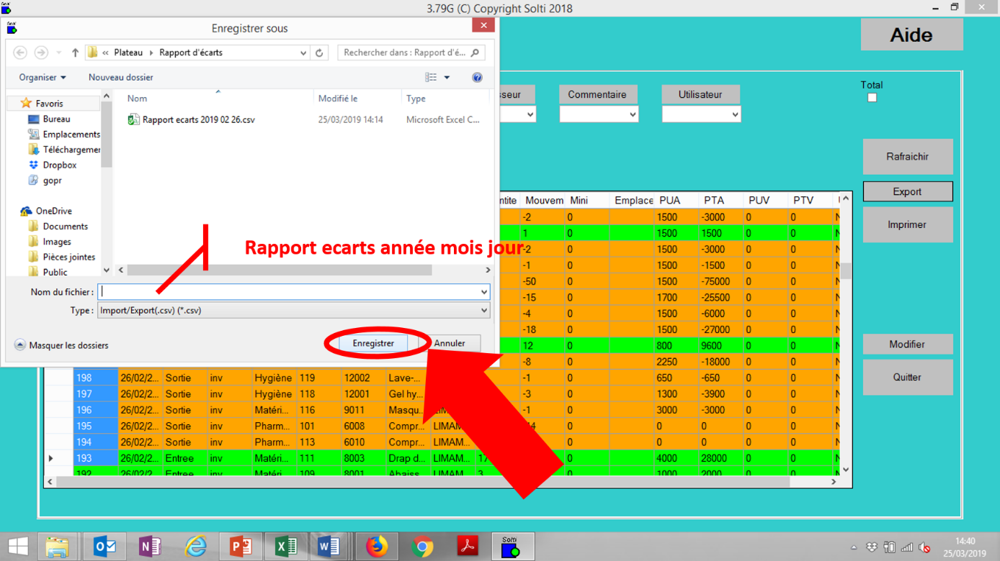 Solti
3.79G (C) Copyright Solti 2018
Solti
Enregistrer sous
Aide
« Plateau Rapport d'écarts
Rechercher dans : Rapport d'é...
Organiser Nouveau dossier
Nom Modifié le Type
Favoris
Bureau
Emplacements
Téléchargemer
Dropbox
gopr
OneDrive
Documents
Images
Pièces jointes
Public
Rapport ecarts 2019 02 26.csv 25/03/2019 14:14 Microsoft Excel C...
Rapport ecarts année mois jour
Nom du fichier :
Type : Import/Export(.csv) (*.csv)
Masquer les dossiers
Enregistrer Annuler
sseur Commentaire Utilisateur
Total
Rafraichir
Export
Imprimer
Modifier
Quitter
ntite Mouvem Mini Emplace PUA PTA PUV PTV
-2 0 1500 -3000 0 0 N
1 0 1500 1500 0 0 N
-2 0 1500 -3000 0 0 N
-1 0 1500 -1500 0 0 N
-50 0 1500 -75000 0 0 N
-15 0 1700 -25500 0 0 N
-4 0 1500 -6000 0 0 N
-18 0 1500 -27000 0 0 N
12 0 800 9600 0 0 N
-8 0 2250 -18000 0 0 N
198 26/02/2... Sortie inv Hygiène 119 12002 Lave-... -1 0 650 -650 0 0 N
197 26/02/2... Sortie inv Hygiène 118 12001 Gel hy... -3 0 1300 -3900 0 0 N
196 26/02/2... Sortie inv Matéri... 116 9011 Masqu... -1 0 3000 -3000 0 0 N
195 26/02/2... Sortie inv Pharm... 101 6008 Compr... LIMAM 0 0 0 0 0 N
194 26/02/2... Sortie inv Pharm... 113 6010 Compr... LIMAM... 0 0 0 0 0 N
193 26/02/2... Entree inv Matéri... 111 8003 Drap d... LIMAM... 17 0 4000 28000 0 0 N
192 26/02/2 Entree inv Matéri 109 8001 Abaiss LIMAM 3 0 1000 2000 0 0 N
Solti
14:40
25/03/2019